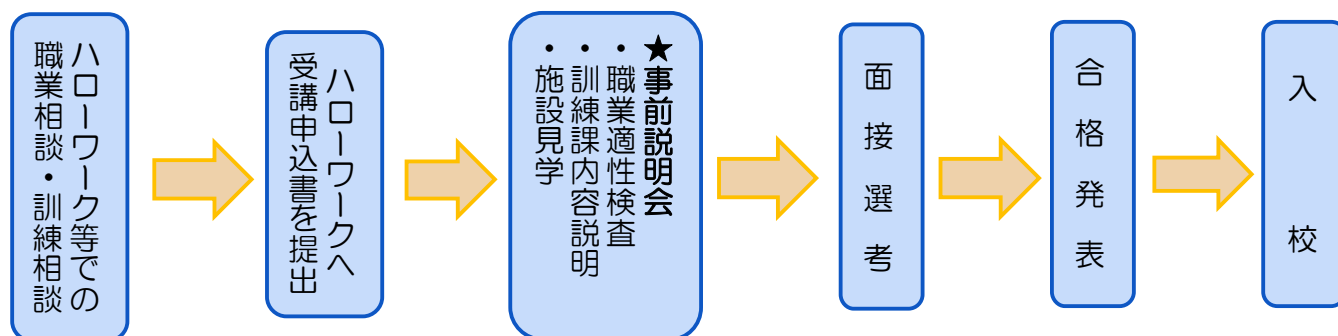 ハローワーク等での
職業相談・訓練相談
ハローワークへ
受講申込書を提出
★事前説明会
・職業適性検査
・訓練課内容説明
・施設見学
面接選考
合格発表
入校